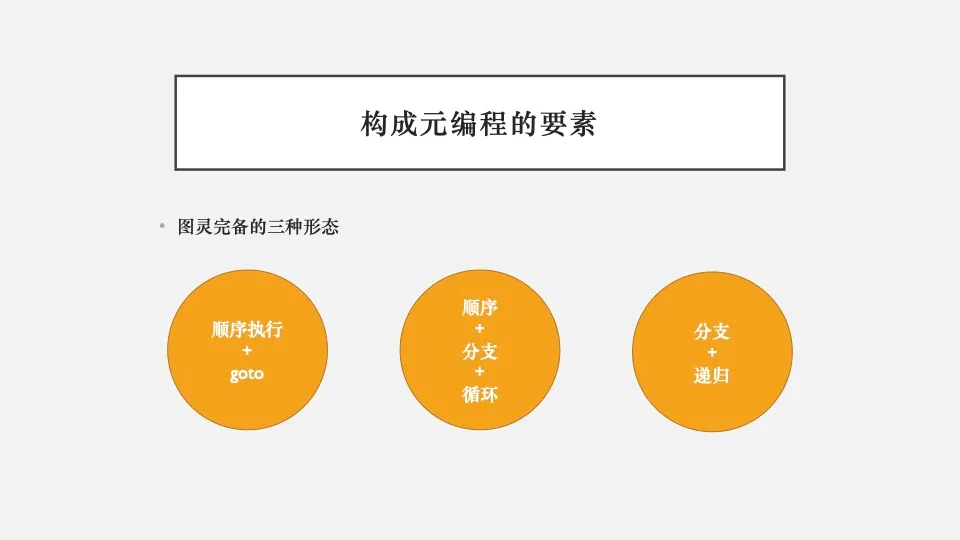 构成元编程的要素
• 图灵完备的三种形态
顺序执行
+
goto
顺序
+
分支
+
循环
分支
+
递归